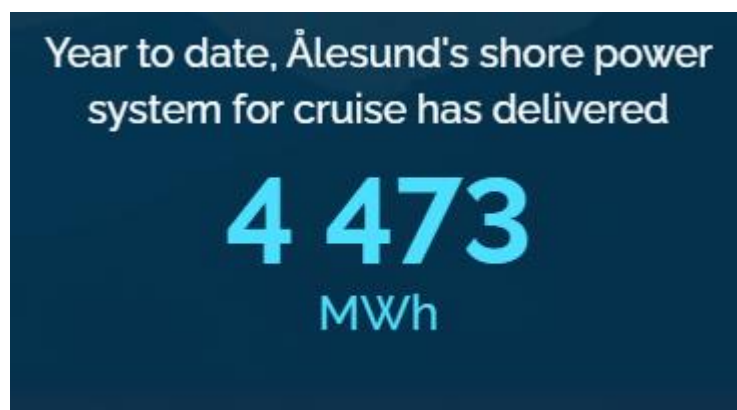 Year to date, Ålesund's shore power
system for cruise has delivered
4 473
MWh